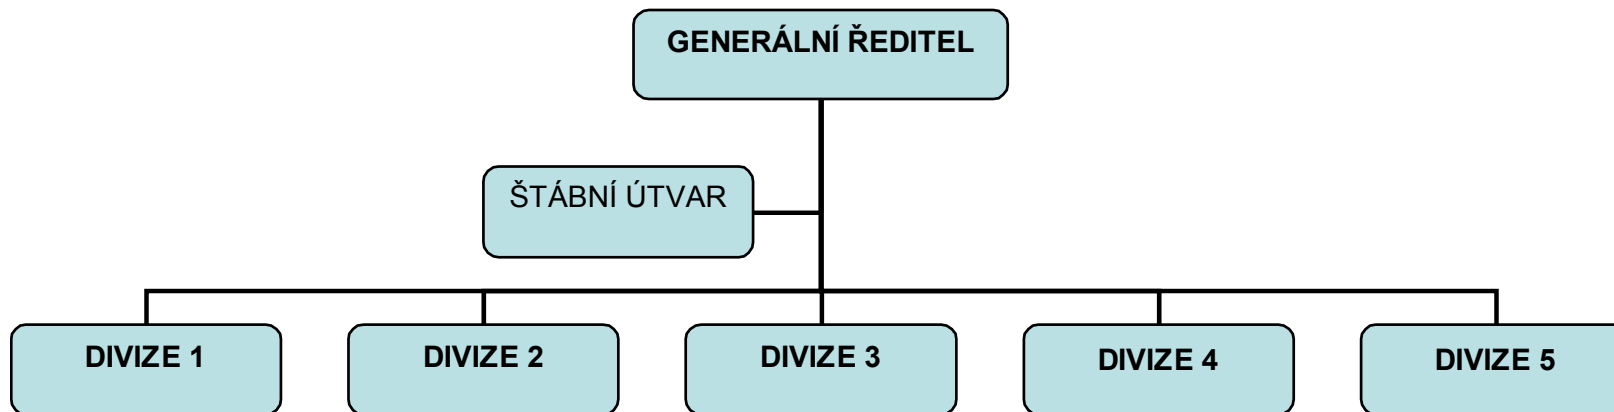 GENERÁLNÍ ŘEDITEL
ŠTÁBNÍ ÚTVAR
DIVIZE 1
DIVIZE 2
DIVIZE 3
DIVIZE 4
DIVIZE 5